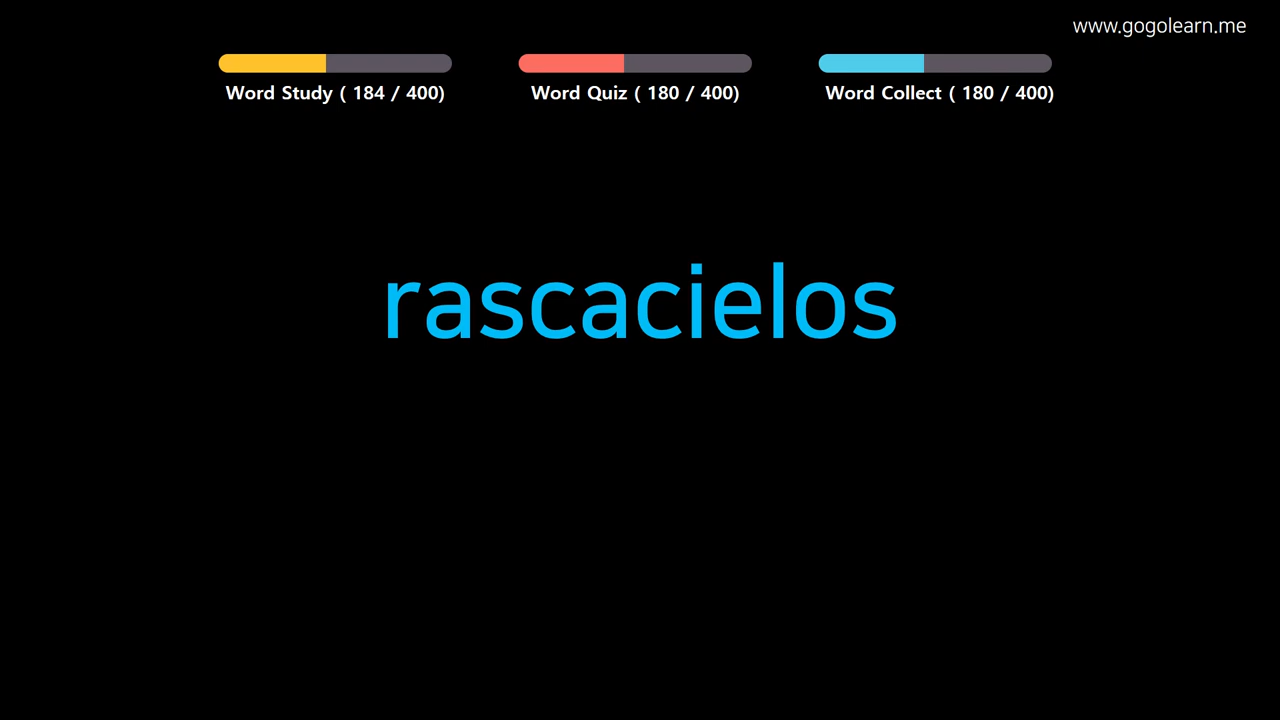 www.gogolearn.me
Word Study ( 184 / 400)
Word Quiz ( 180 / 400)
Word Collect ( 180 / 400)
rascacielos